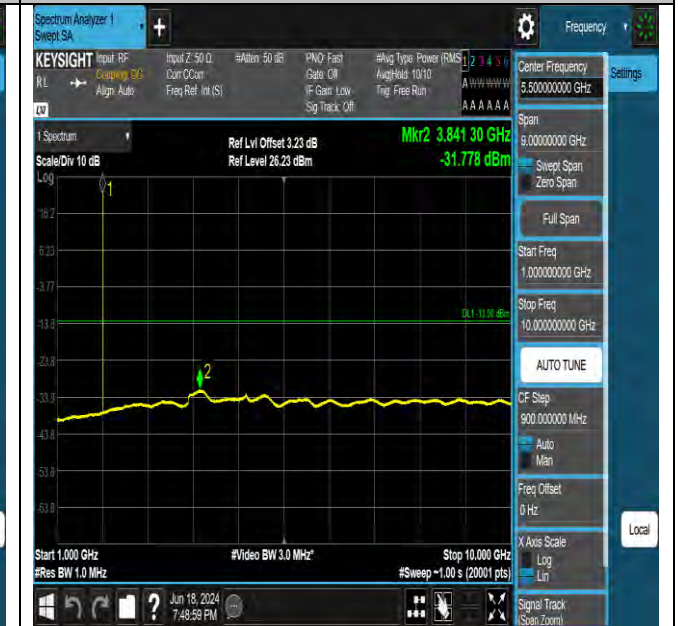 Spectrum Analyzer 1
Swept SA
+
Frequency
KEYSIGHT
RL
Input: RF
Coupling: DC
Align: Auto
Input Z: 50 Ω
Corr CCorr
Freq Ref: Int (S)
#Atten: 50 dB
PNO: Fast
Gate: Off
IF Gain: Low
Sig Track: Off
#Avg Type: Power (RMS)
Avg|Hold: 10/10
Trig: Free Run
1 2 3 4 5 6
A W W W W W
A A A A A A
1 Spectrum
Scale/Div 10 dB
Ref Lvl Offset 3.23 dB
Ref Level 26.23 dBm
Mkr2 3.841 30 GHz
-31.778 dBm
Log
16.2
6.23
-3.77
-13.8
-23.8
-33.8
-43.8
-53.8
-63.8
1
2
DL1 -13.00 dBm
Start 1.000 GHz
#Res BW 1.0 MHz
#Video BW 3.0 MHz*
Stop 10.000 GHz
#Sweep ~1.00 s (20001 pts)
?
Jun 18, 2024
7:48:59 PM
Center Frequency
5.500000000 GHz
Settings
Span
9.00000000 GHz
Swept Span
Zero Span
Full Span
Start Freq
1.000000000 GHz
Stop Freq
10.000000000 GHz
AUTO TUNE
CF Step
900.000000 MHz
Auto
Man
Freq Offset
0 Hz
X Axis Scale
Log
Lin
Local
Signal Track
(Span Zoom)